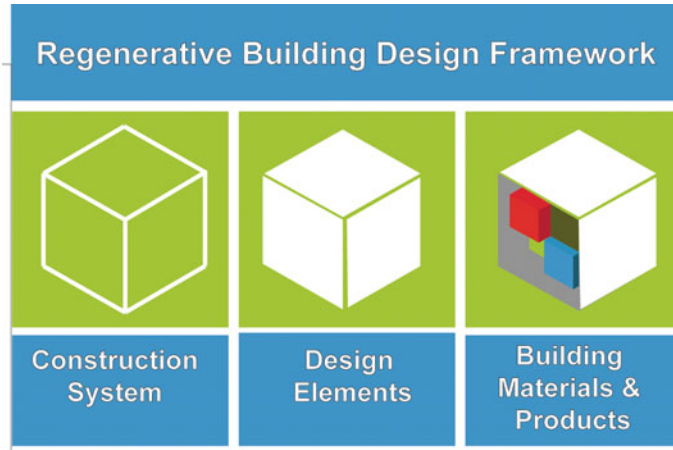 Regenerative Building Design Framework
Construction
System
Design
Elements
Building
Materials &
Products